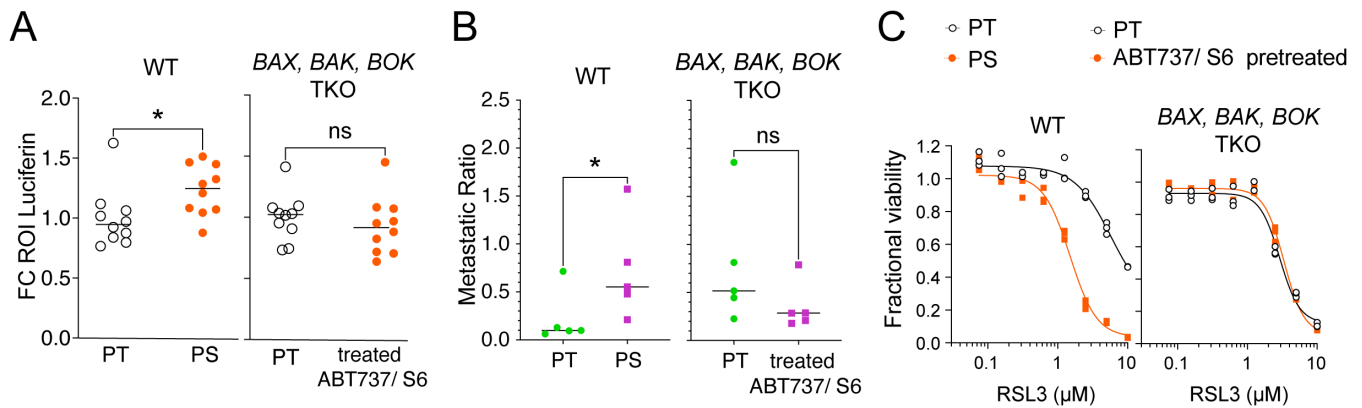 A
WT
BAX, BAK, BOK
TKO
FC ROI Luciferin
2.0
1.5
1.0
0.5
0.0
*
ns
PT
PS
PT
treated
ABT737/ S6
B
WT
BAX, BAK, BOK
TKO
Metastatic Ratio
2.5
2.0
1.5
1.0
0.5
0.0
*
ns
PT
PS
PT
treated
ABT737/ S6
C
PT
PS
PT
ABT737/ S6 pretreated
WT
BAX, BAK, BOK
TKO
Fractional viability
1.2
1.0
0.8
0.6
0.4
0.2
0.0
0.1
1
10
0.1
1
10
RSL3 (µM)
RSL3 (µM)